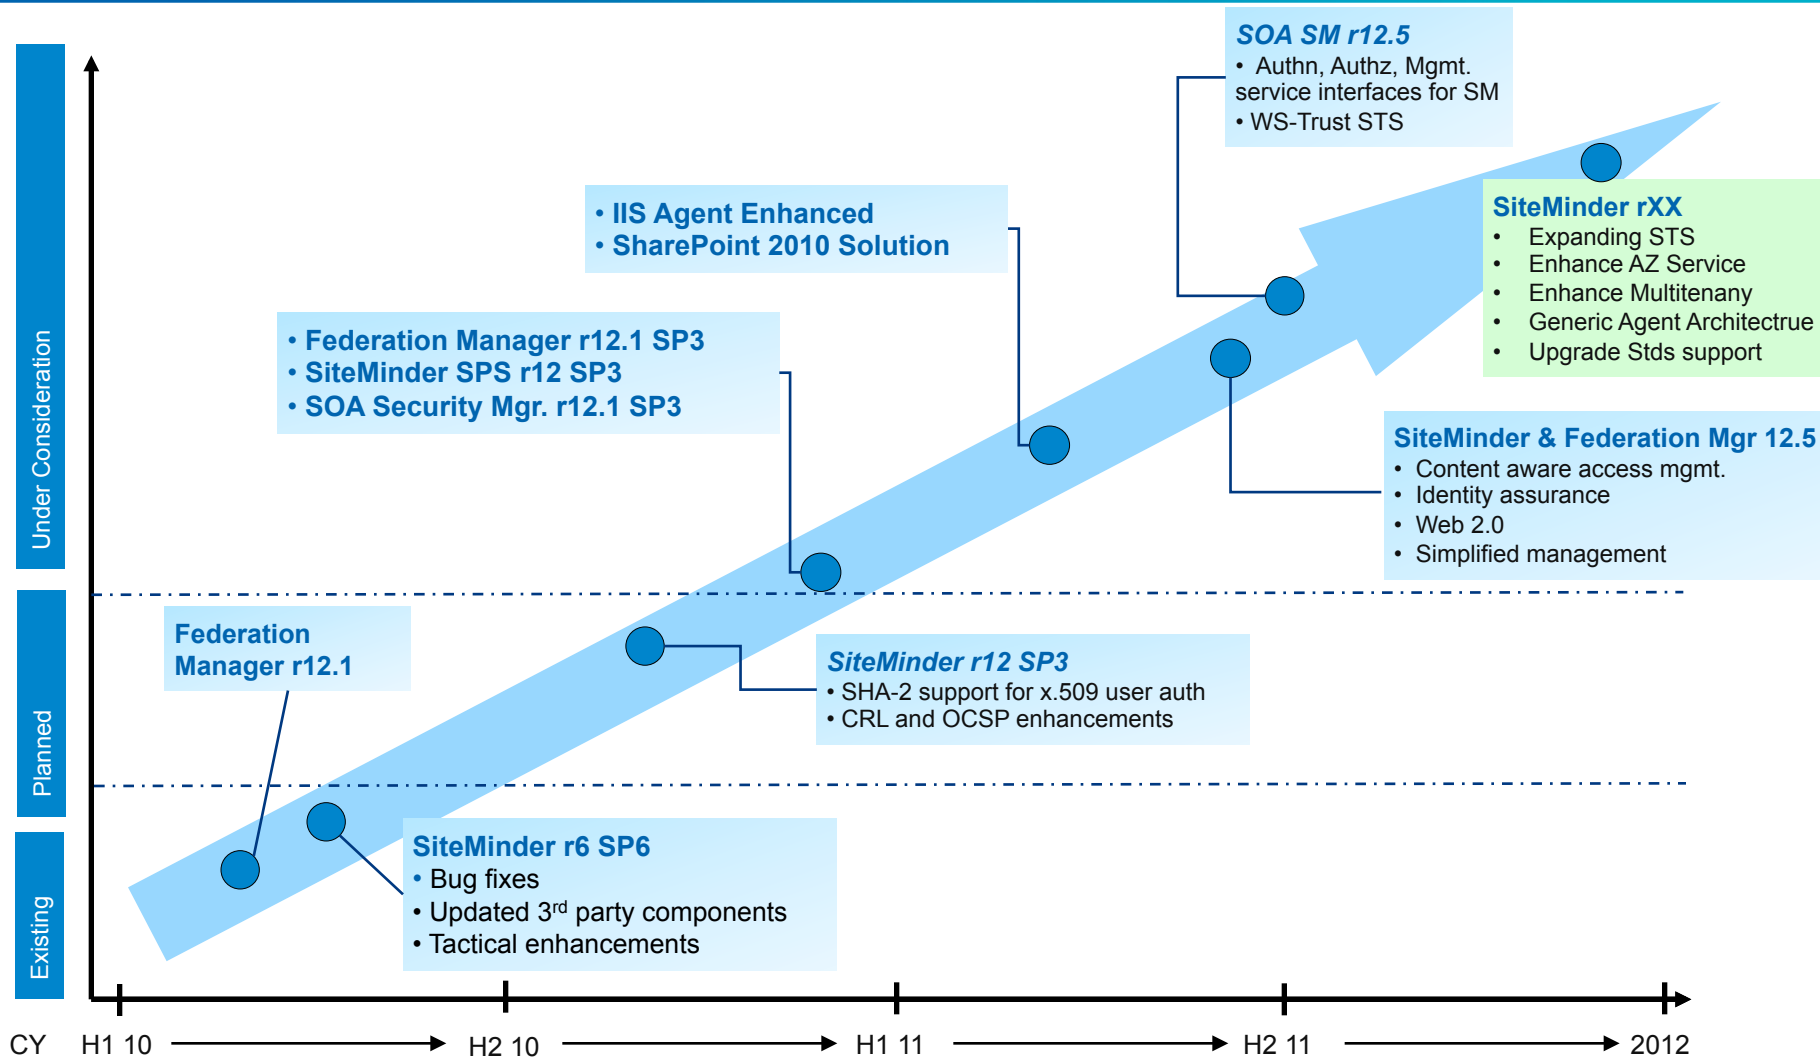 SOA SM r12.5
• Authn, Authz, Mgmt.
service interfaces for SM
• WS-Trust STS
SiteMinder rXX
• Expanding STS
• Enhance AZ Service
• Enhance Multitenany
• Generic Agent Architectrue
• Upgrade Stds support
• IIS Agent Enhanced
• SharePoint 2010 Solution
• Federation Manager r12.1 SP3
• SiteMinder SPS r12 SP3
• SOA Security Mgr. r12.1 SP3
SiteMinder & Federation Mgr 12.5
• Content aware access mgmt.
• Identity assurance
• Web 2.0
• Simplified management
Under Consideration
Federation
Manager r12.1
SiteMinder r12 SP3
• SHA-2 support for x.509 user auth
• CRL and OCSP enhancements
Planned
SiteMinder r6 SP6
• Bug fixes
• Updated 3rd party components
• Tactical enhancements
Existing
CY H1 10 H2 10 H1 11 H2 11 2012